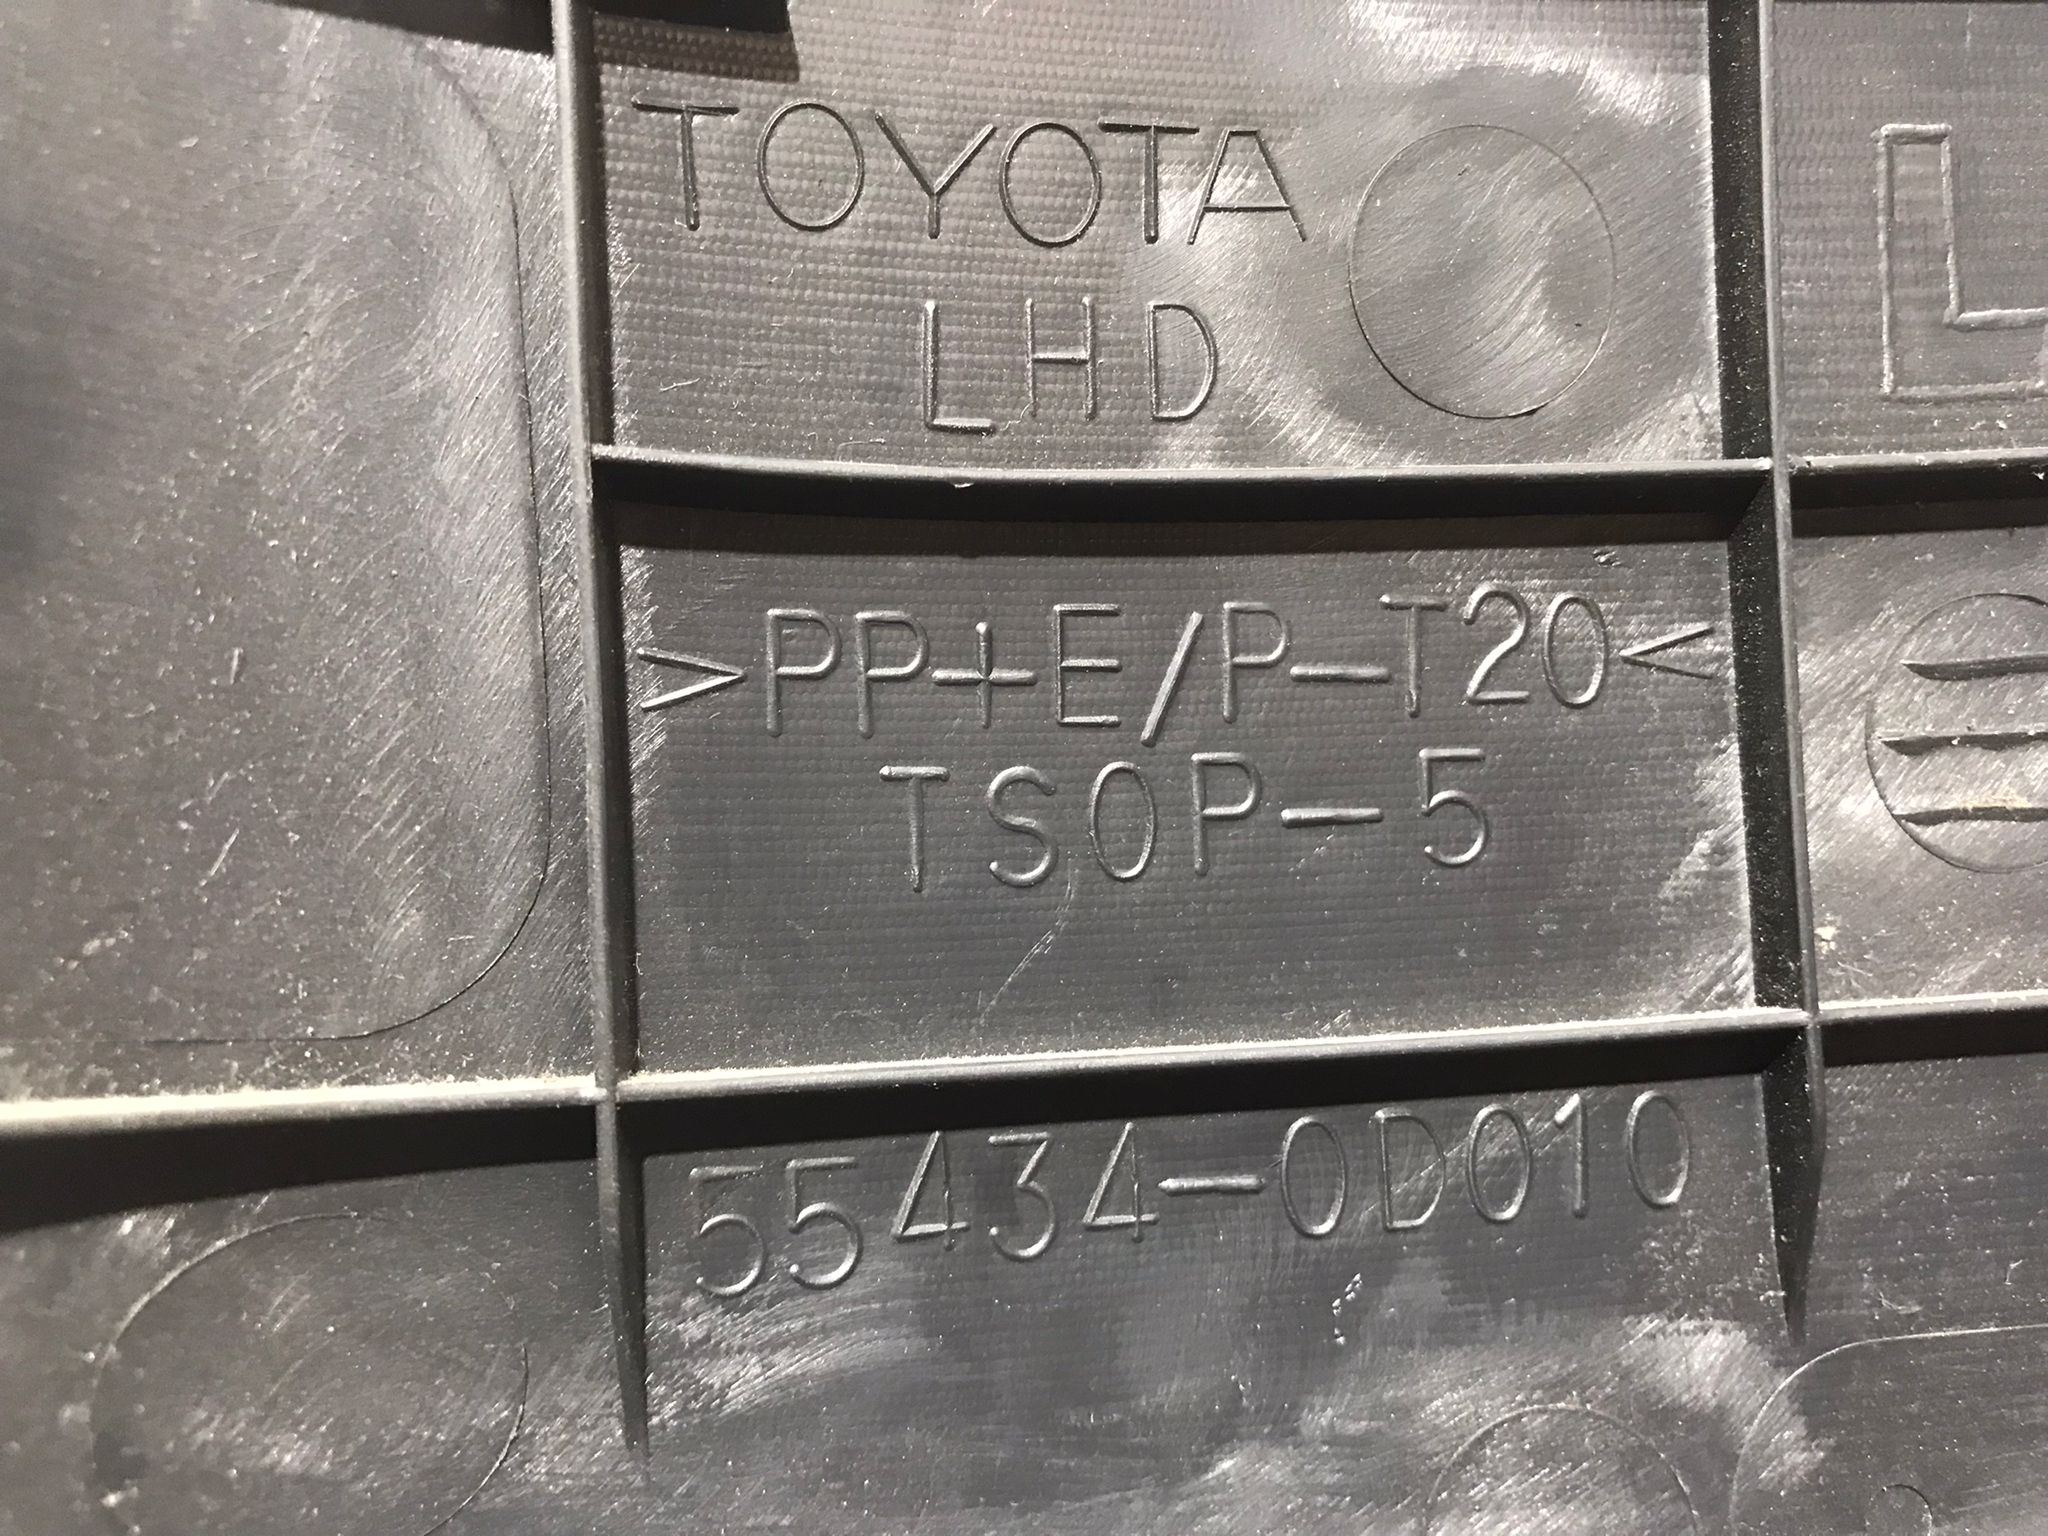 TOYOTA
LHD
L
>PP+E/P-T20<
TSOP-5
55434-0D010